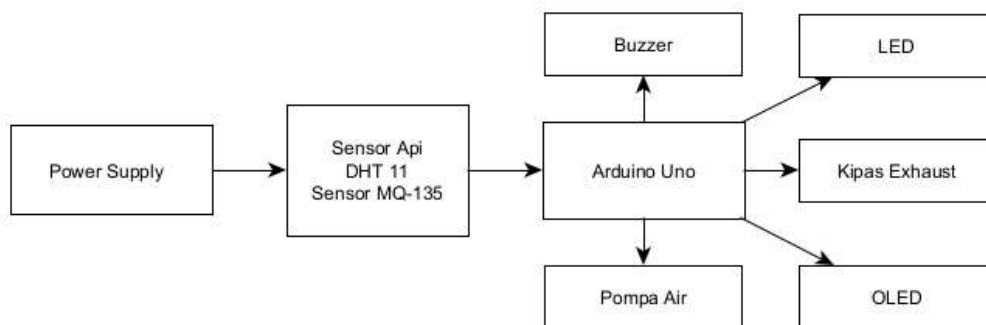 Buzzer
LED
Power Supply
Sensor Api
DHT 11
Sensor MQ-135
Arduino Uno
Kipas Exhaust
Pompa Air
OLED